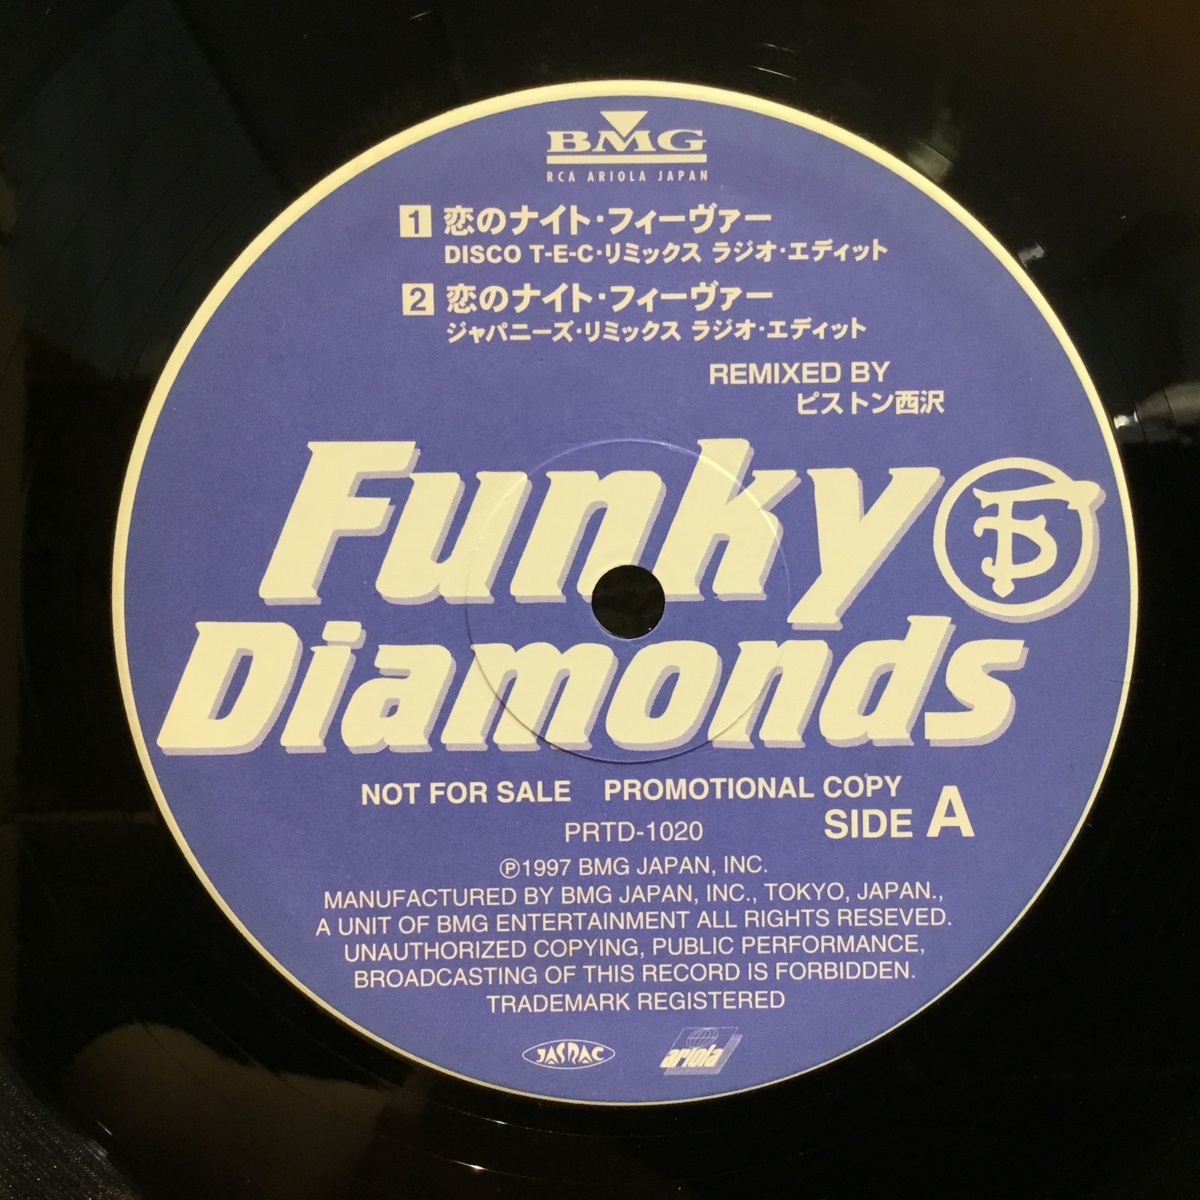 BMG
RCA ARIOLA JAPAN
1 恋のナイト・フィーヴァー
DISCO T-E-C・リミックス ラジオ・エディット
2 恋のナイト・フィーヴァー
ジャパニーズ・リミックス ラジオ・エディット
REMIXED BY
ピストン西沢
Funky
Diamonds
NOT FOR SALE PROMOTIONAL COPY
SIDE A
PRTD-1020
Ⓟ1997 BMG JAPAN, INC.
MANUFACTURED BY BMG JAPAN, INC., TOKYO, JAPAN.,
A UNIT OF BMG ENTERTAINMENT ALL RIGHTS RESEVED.
UNAUTHORIZED COPYING, PUBLIC PERFORMANCE,
BROADCASTING OF THIS RECORD IS FORBIDDEN.
TRADEMARK REGISTERED
JASRAC
ariola